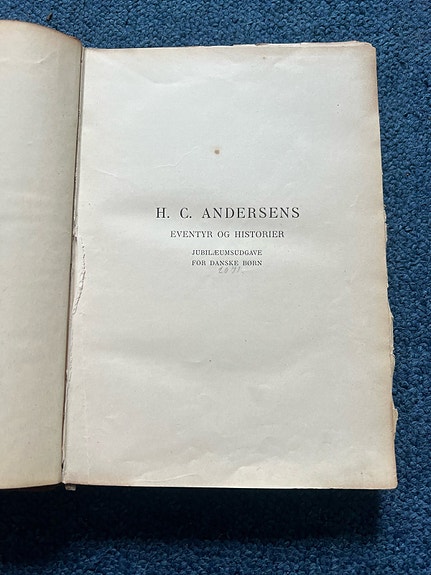 H. C. ANDERSENS
EVENTYR OG HISTORIER
JUBILÆUMSUDGAVE
FOR DANSKE BØRN